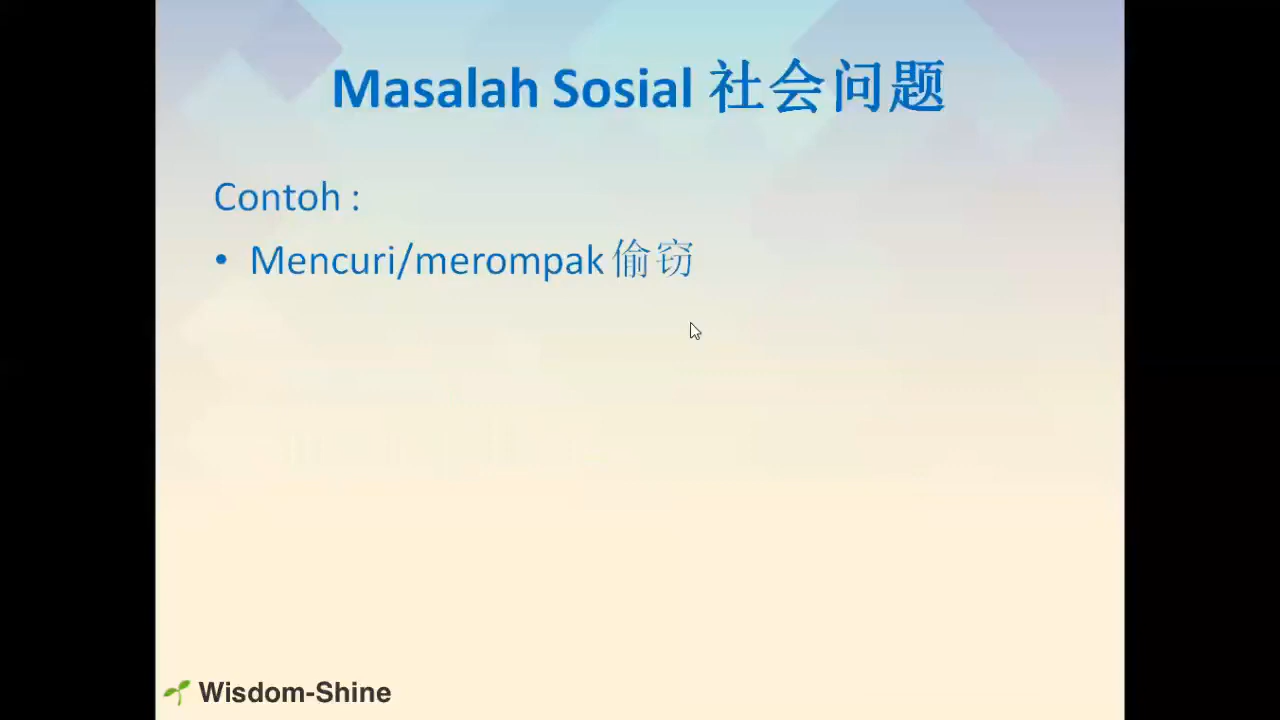 Masalah Sosial 社会问题
Contoh :
• Mencuri/merompak 偷窃
Wisdom-Shine